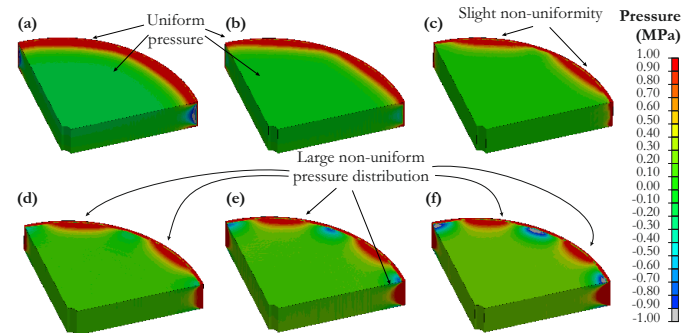 (a)
Uniform
pressure
(b)
(c)
Slight non-uniformity
Pressure
(MPa)
1.00
0.90
0.80
0.70
0.60
0.50
0.40
0.30
0.20
0.10
0.00
-0.10
-0.20
-0.30
-0.40
-0.50
-0.60
-0.70
-0.80
-0.90
-1.00
Large non-uniform
pressure distribution
(d)
(e)
(f)